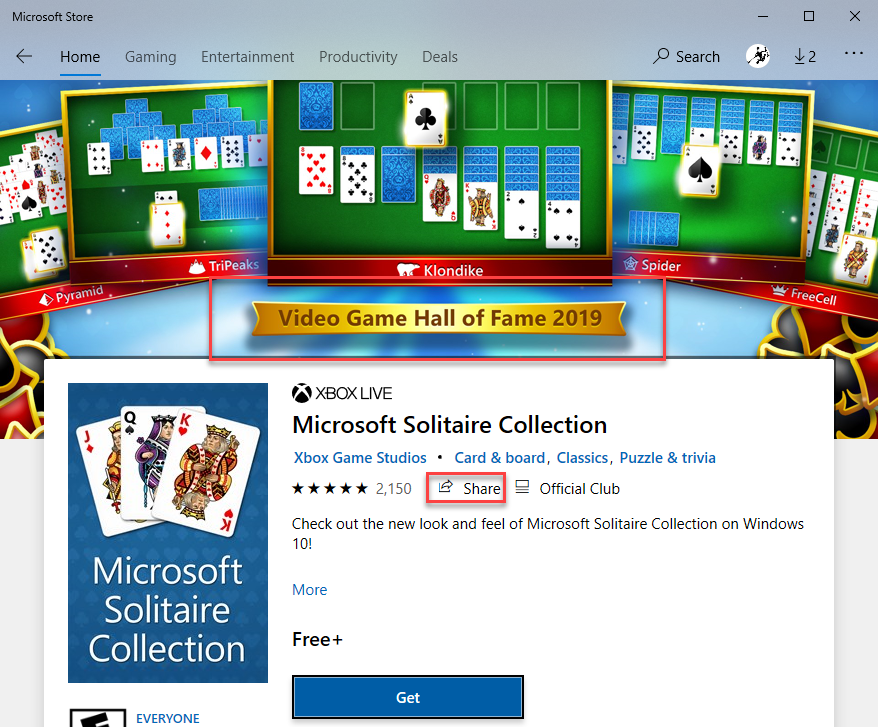 Microsoft Store
Home Gaming Entertainment Productivity Deals Search 2
TriPeaks
Klondike
Spider
Pyramid
FreeCell
Video Game Hall of Fame 2019
XBOX LIVE
Microsoft Solitaire Collection
Xbox Game Studios • Card & board, Classics, Puzzle & trivia
★★★★★ 2,150 Share Official Club
Check out the new look and feel of Microsoft Solitaire Collection on Windows
10!
More
Free+
Get
J Q K
Microsoft
Solitaire
Collection
EVERYONE